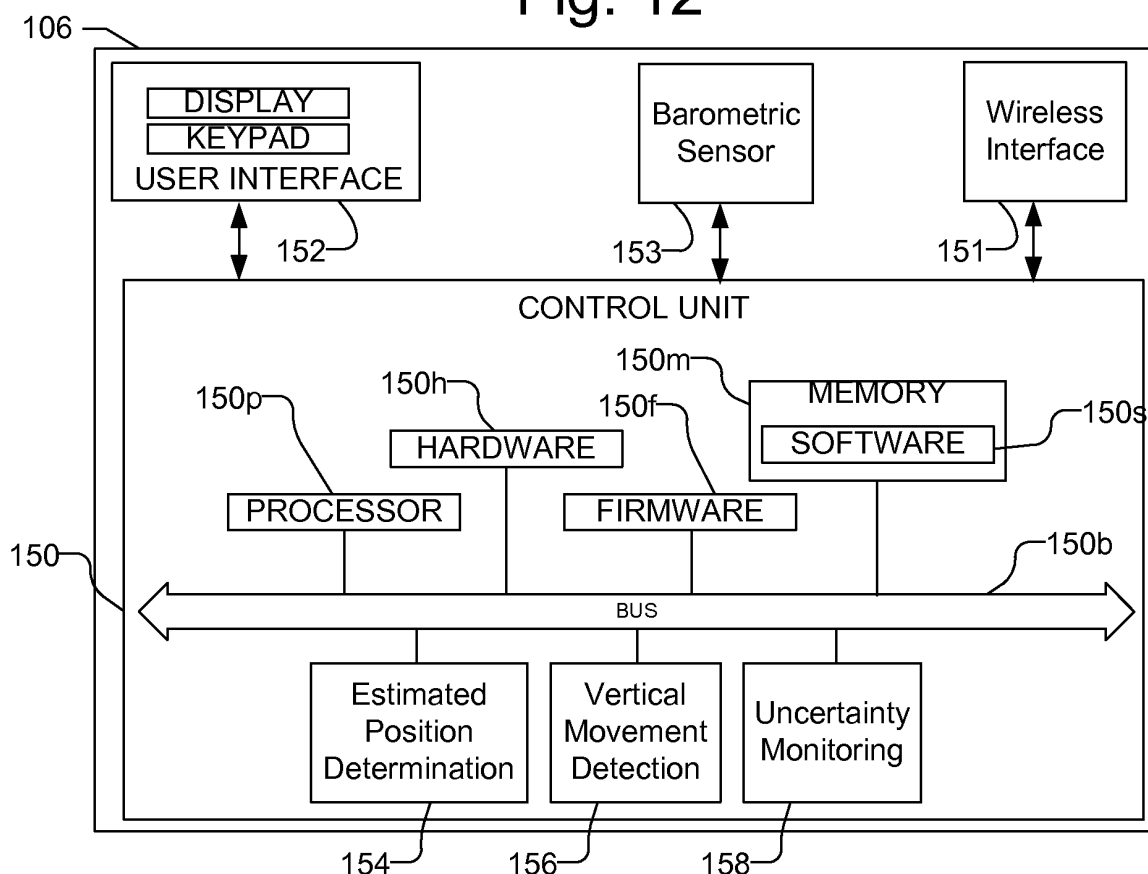 Fig. 12
106
DISPLAY
KEYPAD
USER INTERFACE
Barometric
Sensor
Wireless
Interface
152
153
151
CONTROL UNIT
150m
150h
150p
150f
MEMORY
150s
HARDWARE
SOFTWARE
PROCESSOR
FIRMWARE
150
150b
BUS
Estimated
Position
Determination
Vertical
Movement
Detection
Uncertainty
Monitoring
154
156
158